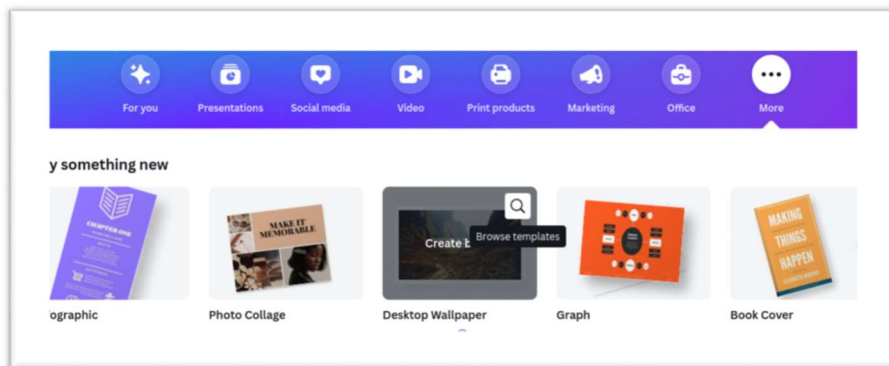 For you Presentations Social media Video Print products Marketing Office More
y something new
CHAPTER ONE
MAKE IT
MEMORABLE
Create b
Browse templates
MAKING
THINGS
HAPPEN
ographic Photo Collage Desktop Wallpaper Graph Book Cover